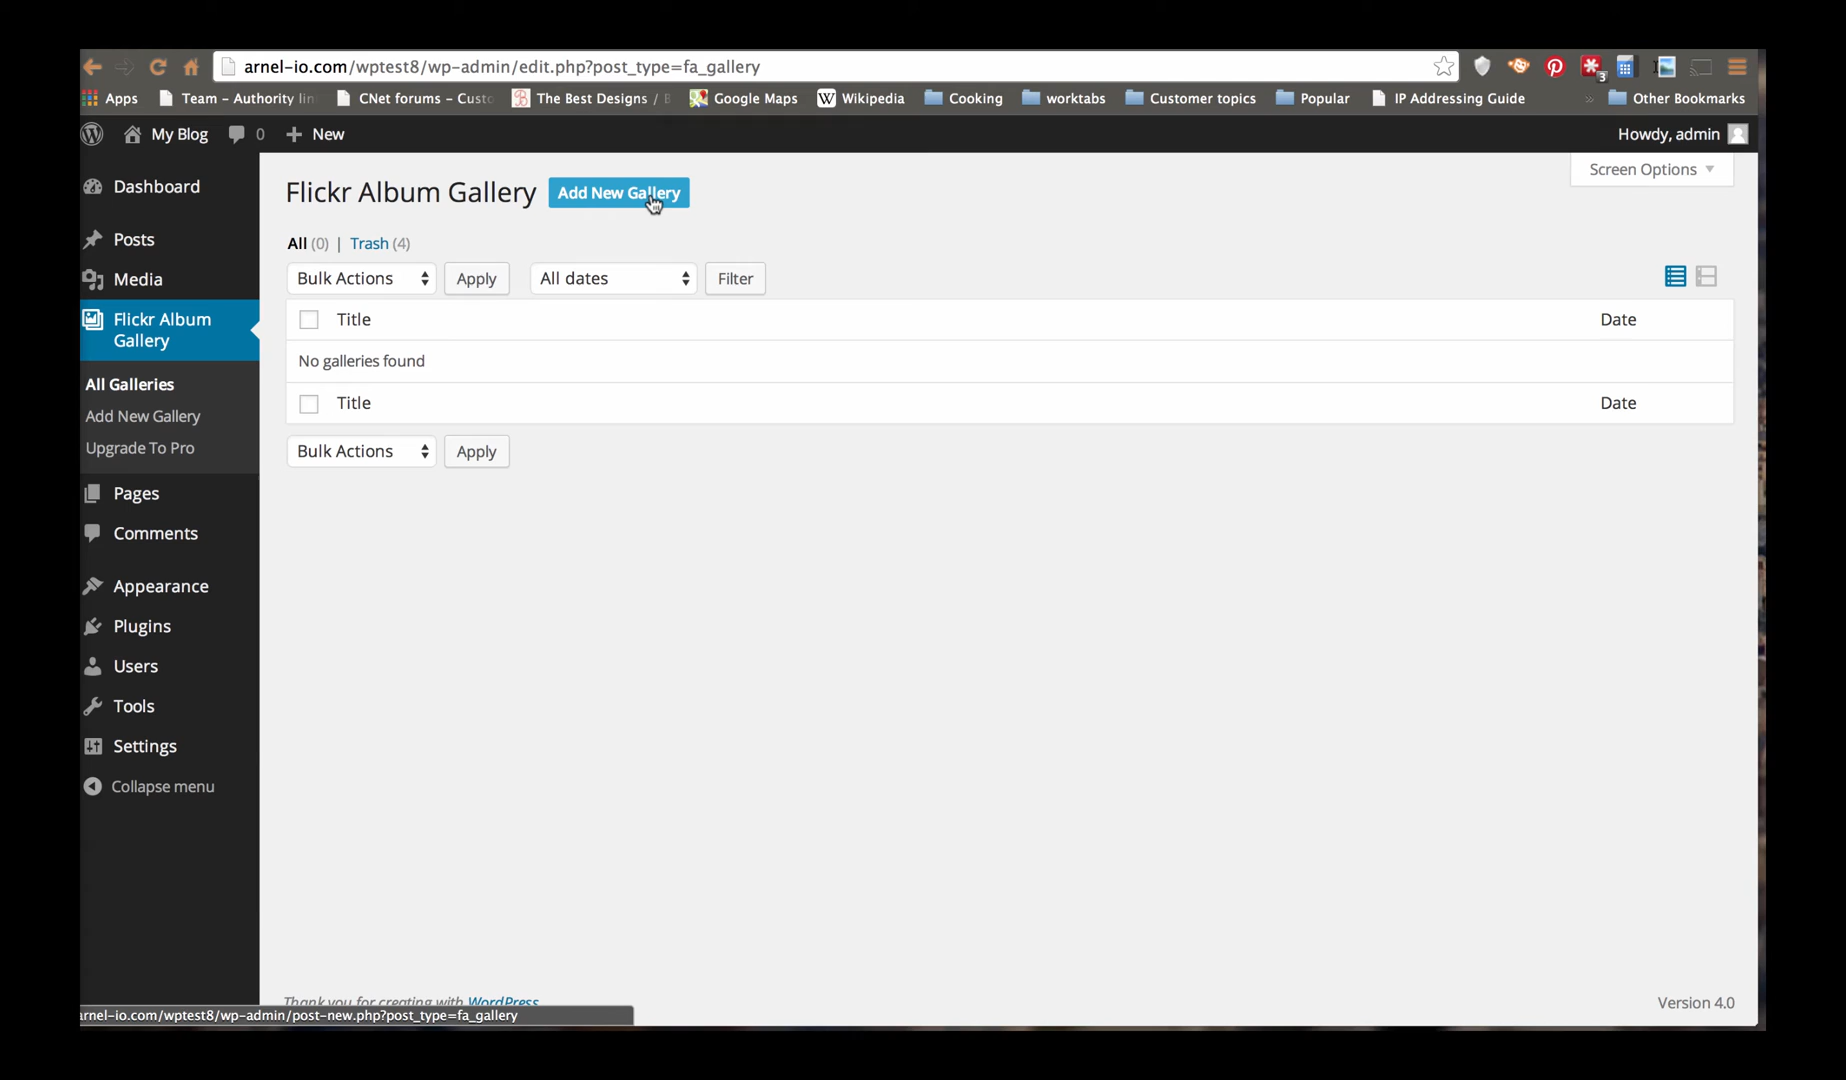 arnel-io.com/wptest8/wp-admin/edit.php?post_type=fa_gallery
3
Apps Team – Authority lin CNet forums – Custo The Best Designs / B Google Maps Wikipedia Cooking worktabs Customer topics Popular IP Addressing Guide » Other Bookmarks
My Blog 0 + New Howdy, admin
Screen Options
Dashboard
Posts
Media
Flickr Album
Gallery
All Galleries
Add New Gallery
Upgrade To Pro
Pages
Comments
Appearance
Plugins
Users
Tools
Settings
Collapse menu
Flickr Album Gallery Add New Gallery
All (0) | Trash (4)
Bulk Actions Apply All dates Filter
Title Date
No galleries found
Title Date
Bulk Actions Apply
Thank you for creating with WordPress Version 4.0
arnel-io.com/wptest8/wp-admin/post-new.php?post_type=fa_gallery